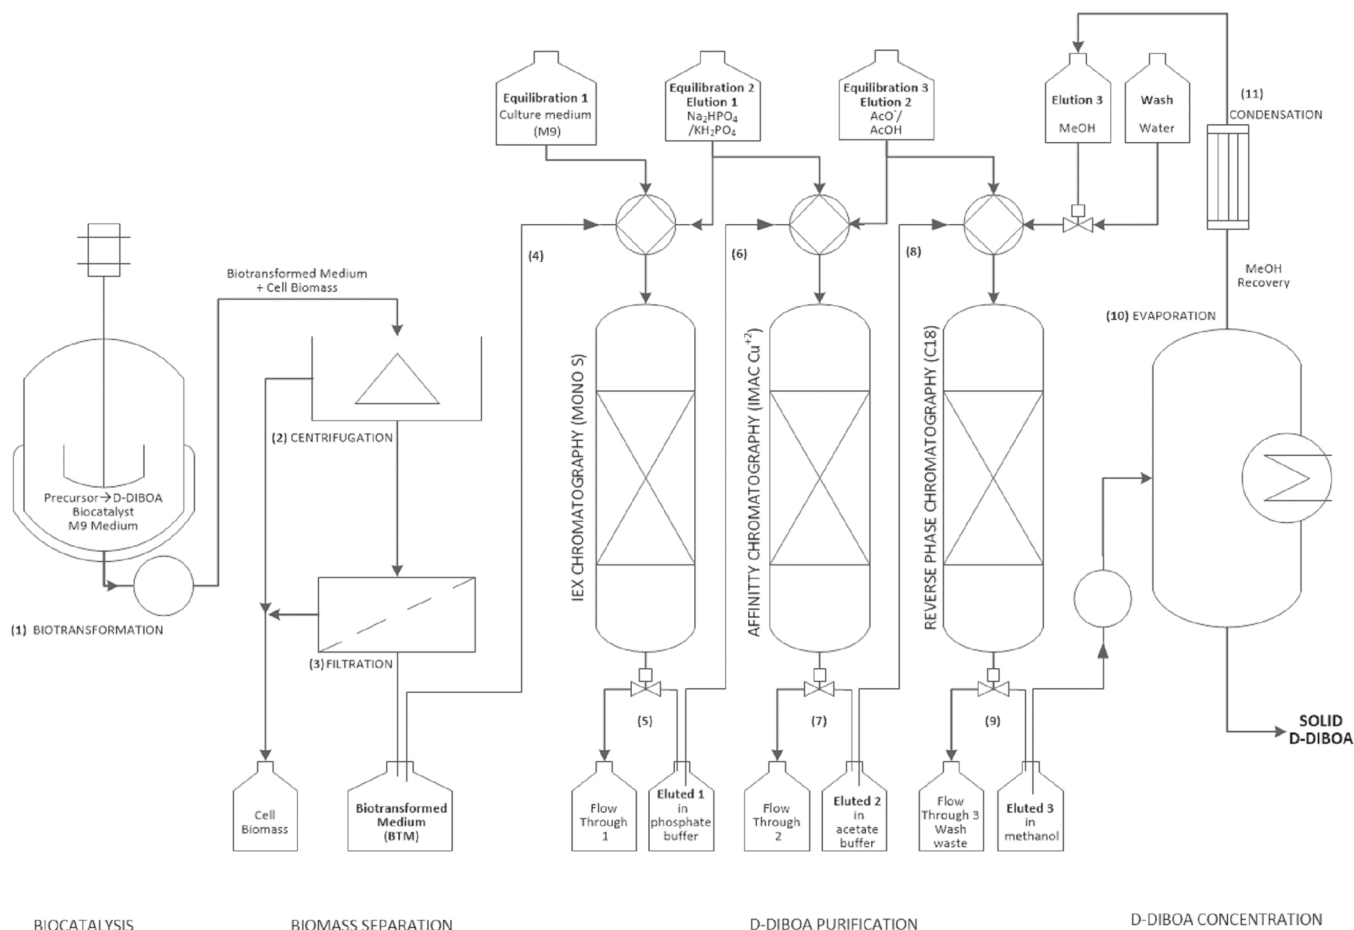 Equilibration 1
Culture medium
(M9)
Equilibration 2
Elution 1
Na₂HPO₄
/KH₂PO₄
Equilibration 3
Elution 2
AcO⁻/
AcOH
Elution 3
MeOH
Wash
Water
(11)
CONDENSATION
(4)
(6)
(8)
MeOH
Recovery
(10) EVAPORATION
Biotransformed Medium
+ Cell Biomass
(2) CENTRIFUGATION
Precursor→D-DIBOA
Biocatalyst
M9 Medium
(1) BIOTRANSFORMATION
(3) FILTRATION
IEX CHROMATOGRAPHY (MONO S)
AFFINITTY CHROMATOGRAPHY (IMAC Cu⁺²)
REVERSE PHASE CHROMATOGRAPHY (C18)
(5)
(7)
(9)
SOLID
D-DIBOA
Cell
Biomass
Biotransformed
Medium
(BTM)
Flow
Through
1
Eluted 1
in
phosphate
buffer
Flow
Through
2
Eluted 2
in
acetate
buffer
Flow
Through 3
Wash
waste
Eluted 3
in
methanol
BIOCATALYSIS
BIOMASS SEPARATION
D-DIBOA PURIFICATION
D-DIBOA CONCENTRATION